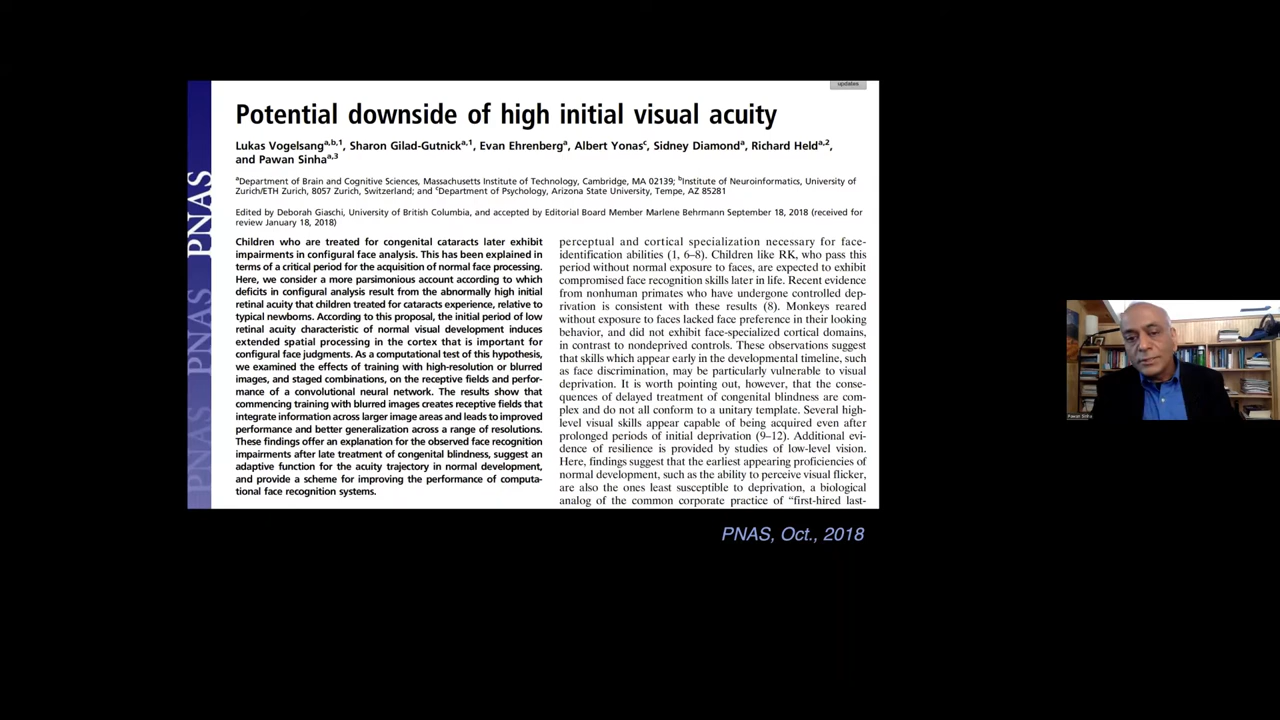 updates
PNAS
PNAS
PNAS
Potential downside of high initial visual acuity
Lukas Vogelsang^a,b,1, Sharon Gilad-Gutnick^a,1, Evan Ehrenberg^a, Albert Yonas^c, Sidney Diamond^a, Richard Held^a,2,
and Pawan Sinha^a,3
^aDepartment of Brain and Cognitive Sciences, Massachusetts Institute of Technology, Cambridge, MA 02139; ^bInstitute of Neuroinformatics, University of
Zurich/ETH Zurich, 8057 Zurich, Switzerland; and ^cDepartment of Psychology, Arizona State University, Tempe, AZ 85281
Edited by Deborah Giaschi, University of British Columbia, and accepted by Editorial Board Member Marlene Behrmann September 18, 2018 (received for
review January 18, 2018)
Children who are treated for congenital cataracts later exhibit
impairments in configural face analysis. This has been explained in
terms of a critical period for the acquisition of normal face processing.
Here, we consider a more parsimonious account according to which
deficits in configural analysis result from the abnormally high initial
retinal acuity that children treated for cataracts experience, relative to
typical newborns. According to this proposal, the initial period of low
retinal acuity characteristic of normal visual development induces
extended spatial processing in the cortex that is important for
configural face judgments. As a computational test of this hypothesis,
we examined the effects of training with high-resolution or blurred
images, and staged combinations, on the receptive fields and perfor-
mance of a convolutional neural network. The results show that
commencing training with blurred images creates receptive fields that
integrate information across larger image areas and leads to improved
performance and better generalization across a range of resolutions.
These findings offer an explanation for the observed face recognition
impairments after late treatment of congenital blindness, suggest an
adaptive function for the acuity trajectory in normal development,
and provide a scheme for improving the performance of computa-
tional face recognition systems.
perceptual and cortical specialization necessary for face-
identification abilities (1, 6–8). Children like RK, who pass this
period without normal exposure to faces, are expected to exhibit
compromised face recognition skills later in life. Recent evidence
from nonhuman primates who have undergone controlled dep-
rivation is consistent with these results (8). Monkeys reared
without exposure to faces lacked face preference in their looking
behavior, and did not exhibit face-specialized cortical domains,
in contrast to nondeprived controls. These observations suggest
that skills which appear early in the developmental timeline, such
as face discrimination, may be particularly vulnerable to visual
deprivation. It is worth pointing out, however, that the conse-
quences of delayed treatment of congenital blindness are com-
plex and do not all conform to a unitary template. Several high-
level visual skills appear capable of being acquired even after
prolonged periods of initial deprivation (9–12). Additional evi-
dence of resilience is provided by studies of low-level vision.
Here, findings suggest that the earliest appearing proficiencies of
normal development, such as the ability to perceive visual flicker,
are also the ones least susceptible to deprivation, a biological
analog of the common corporate practice of “first-hired last-
PNAS, Oct., 2018
Pawan Sinha